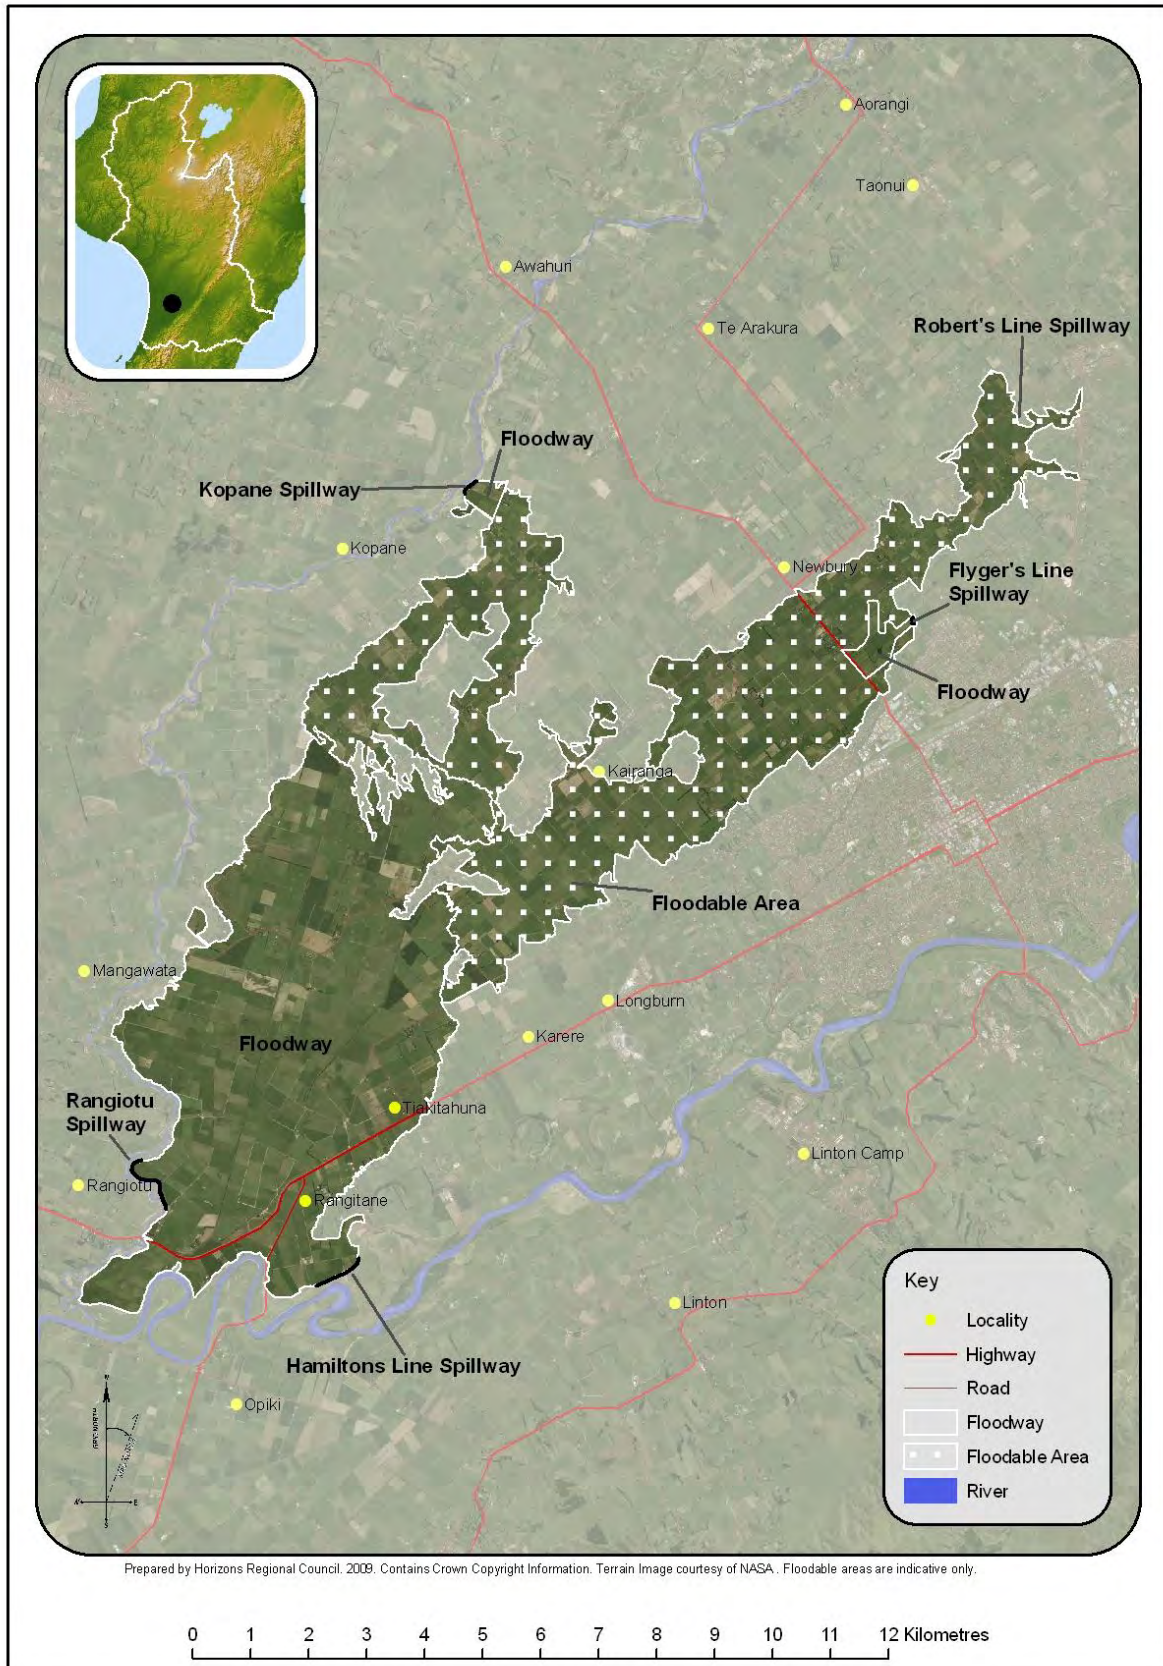 Aorangi
Taonui
Awahuri
Te Arakura
Robert's Line Spillway
Floodway
Kopane Spillway
Kopane
Newbury
Flyger's Line
Spillway
Floodway
Kairanga
Floodable Area
Mangawata
Longburn
Karere
Floodway
Rangiotu
Spillway
Tiakitahuna
Linton Camp
Rangiotu
Rangitane
Linton
Hamiltons Line Spillway
Opiki
N
E
S
Key
Locality
Highway
Road
Floodway
Floodable Area
River
Prepared by Horizons Regional Council. 2009. Contains Crown Copyright Information. Terrain Image courtesy of NASA . Floodable areas are indicative only.
0 1 2 3 4 5 6 7 8 9 10 11 12 Kilometres